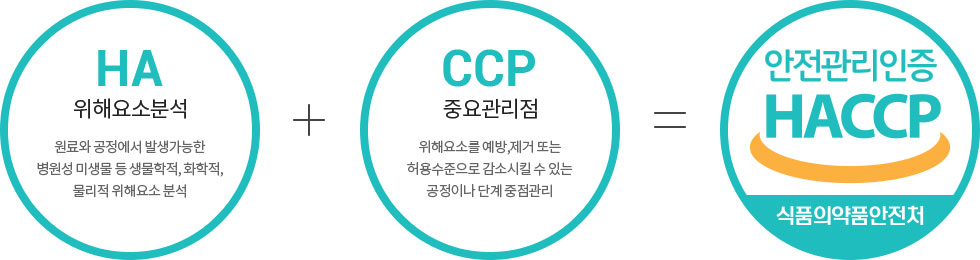 HA
위해요소분석
원료와 공정에서 발생가능한
병원성 미생물 등 생물학적, 화학적,
물리적 위해요소 분석
+
CCP
중요관리점
위해요소를 예방,제거 또는
허용수준으로 감소시킬 수 있는
공정이나 단계 중점관리
=
안전관리인증
HACCP
식품의약품안전처